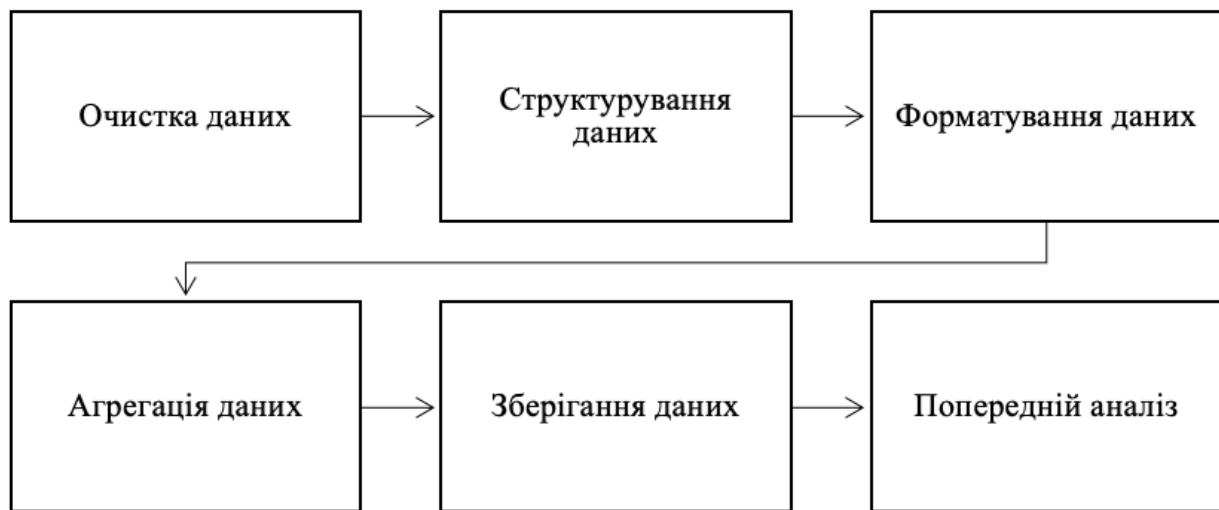 Очистка даних
Структурування
даних
Форматування даних
Агрегація даних
Зберігання даних
Попередній аналіз